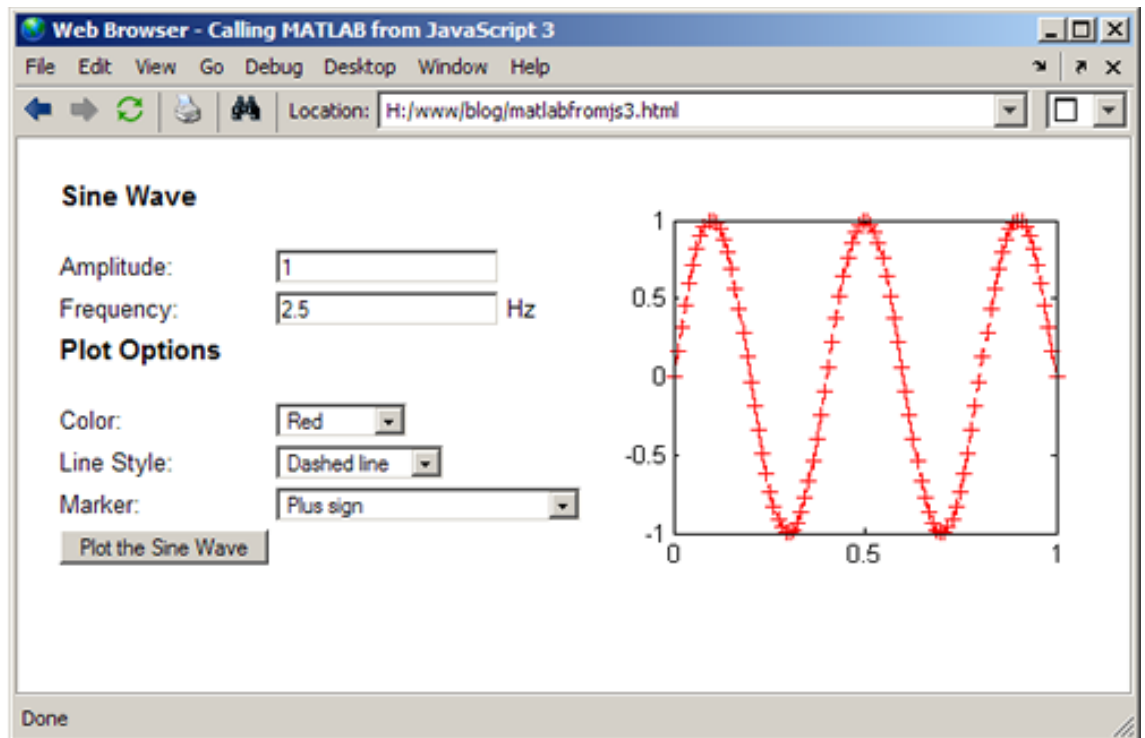 Web Browser - Calling MATLAB from JavaScript 3
File Edit View Go Debug Desktop Window Help
Location: H:/www/blog/matlabfromjs3.html
Sine Wave
Amplitude: 1
Frequency: 2.5 Hz
Plot Options
Color: Red
Line Style: Dashed line
Marker: Plus sign
Plot the Sine Wave
1
0.5
0
-0.5
-1
0 0.5 1
Done